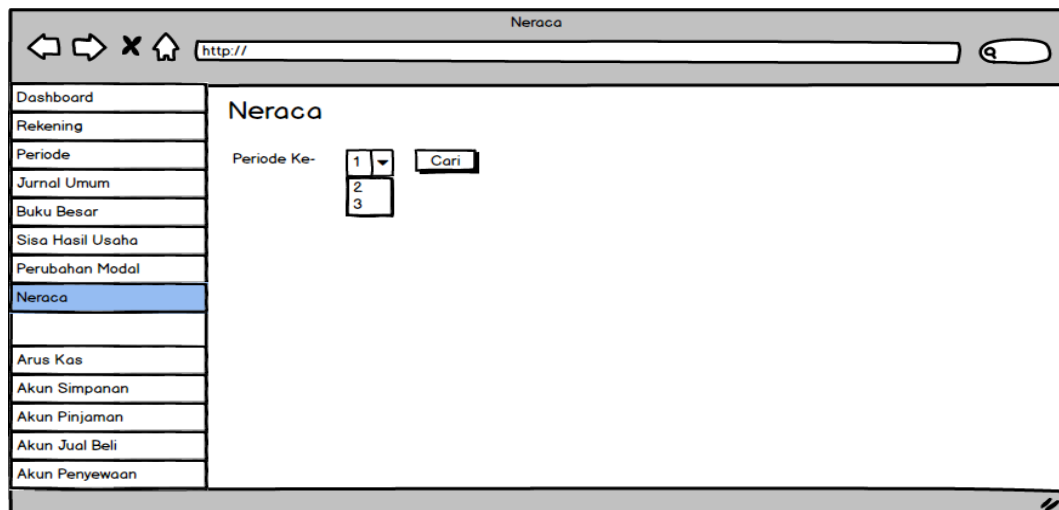 Neraca
http://
Dashboard
Rekening
Periode
Jurnal Umum
Buku Besar
Sisa Hasil Usaha
Perubahan Modal
Neraca
Arus Kas
Akun Simpanan
Akun Pinjaman
Akun Jual Beli
Akun Penyewaan
Neraca
Periode Ke- 1 Cari
2
3